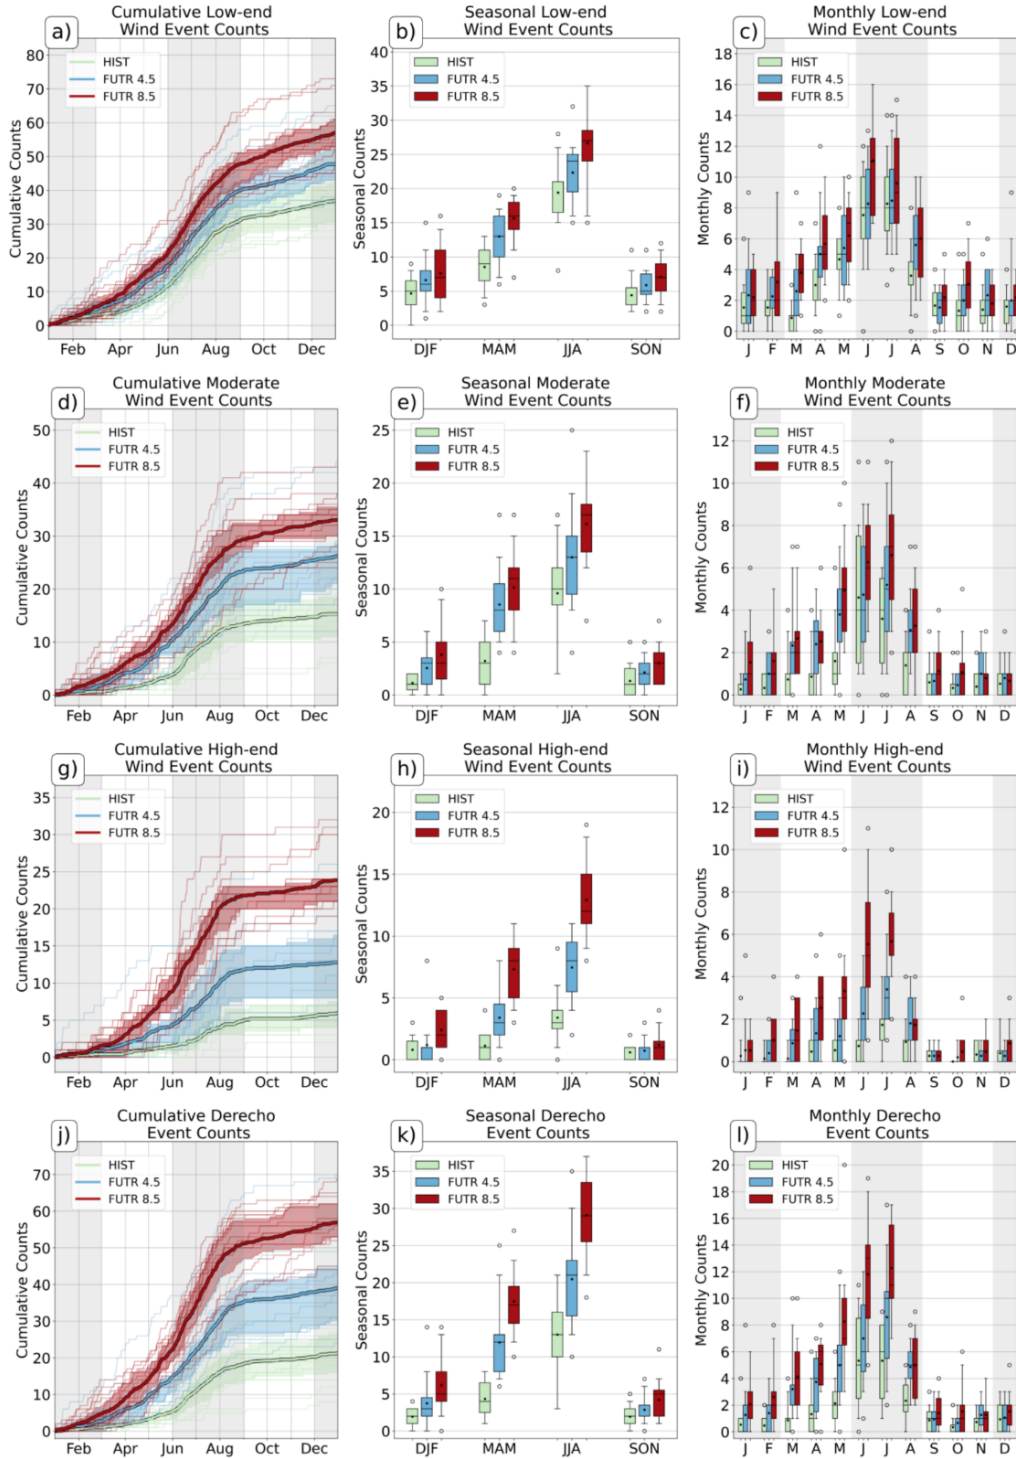 a)
Cumulative Low-end
Wind Event Counts
HIST
FUTR 4.5
FUTR 8.5
Cumulative Counts
80
70
60
50
40
30
20
10
0
Feb Apr Jun Aug Oct Dec
b)
Seasonal Low-end
Wind Event Counts
HIST
FUTR 4.5
FUTR 8.5
Seasonal Counts
40
35
30
25
20
15
10
5
0
DJF MAM JJA SON
c)
Monthly Low-end
Wind Event Counts
HIST
FUTR 4.5
FUTR 8.5
Monthly Counts
18
16
14
12
10
8
6
4
2
0
J F M A M J J A S O N D
d)
Cumulative Moderate
Wind Event Counts
HIST
FUTR 4.5
FUTR 8.5
Cumulative Counts
50
40
30
20
10
0
Feb Apr Jun Aug Oct Dec
e)
Seasonal Moderate
Wind Event Counts
HIST
FUTR 4.5
FUTR 8.5
Seasonal Counts
25
20
15
10
5
0
DJF MAM JJA SON
f)
Monthly Moderate
Wind Event Counts
HIST
FUTR 4.5
FUTR 8.5
Monthly Counts
12
10
8
6
4
2
0
J F M A M J J A S O N D
g)
Cumulative High-end
Wind Event Counts
HIST
FUTR 4.5
FUTR 8.5
Cumulative Counts
35
30
25
20
15
10
5
0
Feb Apr Jun Aug Oct Dec
h)
Seasonal High-end
Wind Event Counts
HIST
FUTR 4.5
FUTR 8.5
Seasonal Counts
20
15
10
5
0
DJF MAM JJA SON
i)
Monthly High-end
Wind Event Counts
HIST
FUTR 4.5
FUTR 8.5
Monthly Counts
12
10
8
6
4
2
0
J F M A M J J A S O N D
j)
Cumulative Derecho
Event Counts
HIST
FUTR 4.5
FUTR 8.5
Cumulative Counts
70
60
50
40
30
20
10
0
Feb Apr Jun Aug Oct Dec
k)
Seasonal Derecho
Event Counts
HIST
FUTR 4.5
FUTR 8.5
Seasonal Counts
35
30
25
20
15
10
5
0
DJF MAM JJA SON
l)
Monthly Derecho
Event Counts
HIST
FUTR 4.5
FUTR 8.5
Monthly Counts
20
18
16
14
12
10
8
6
4
2
0
J F M A M J J A S O N D